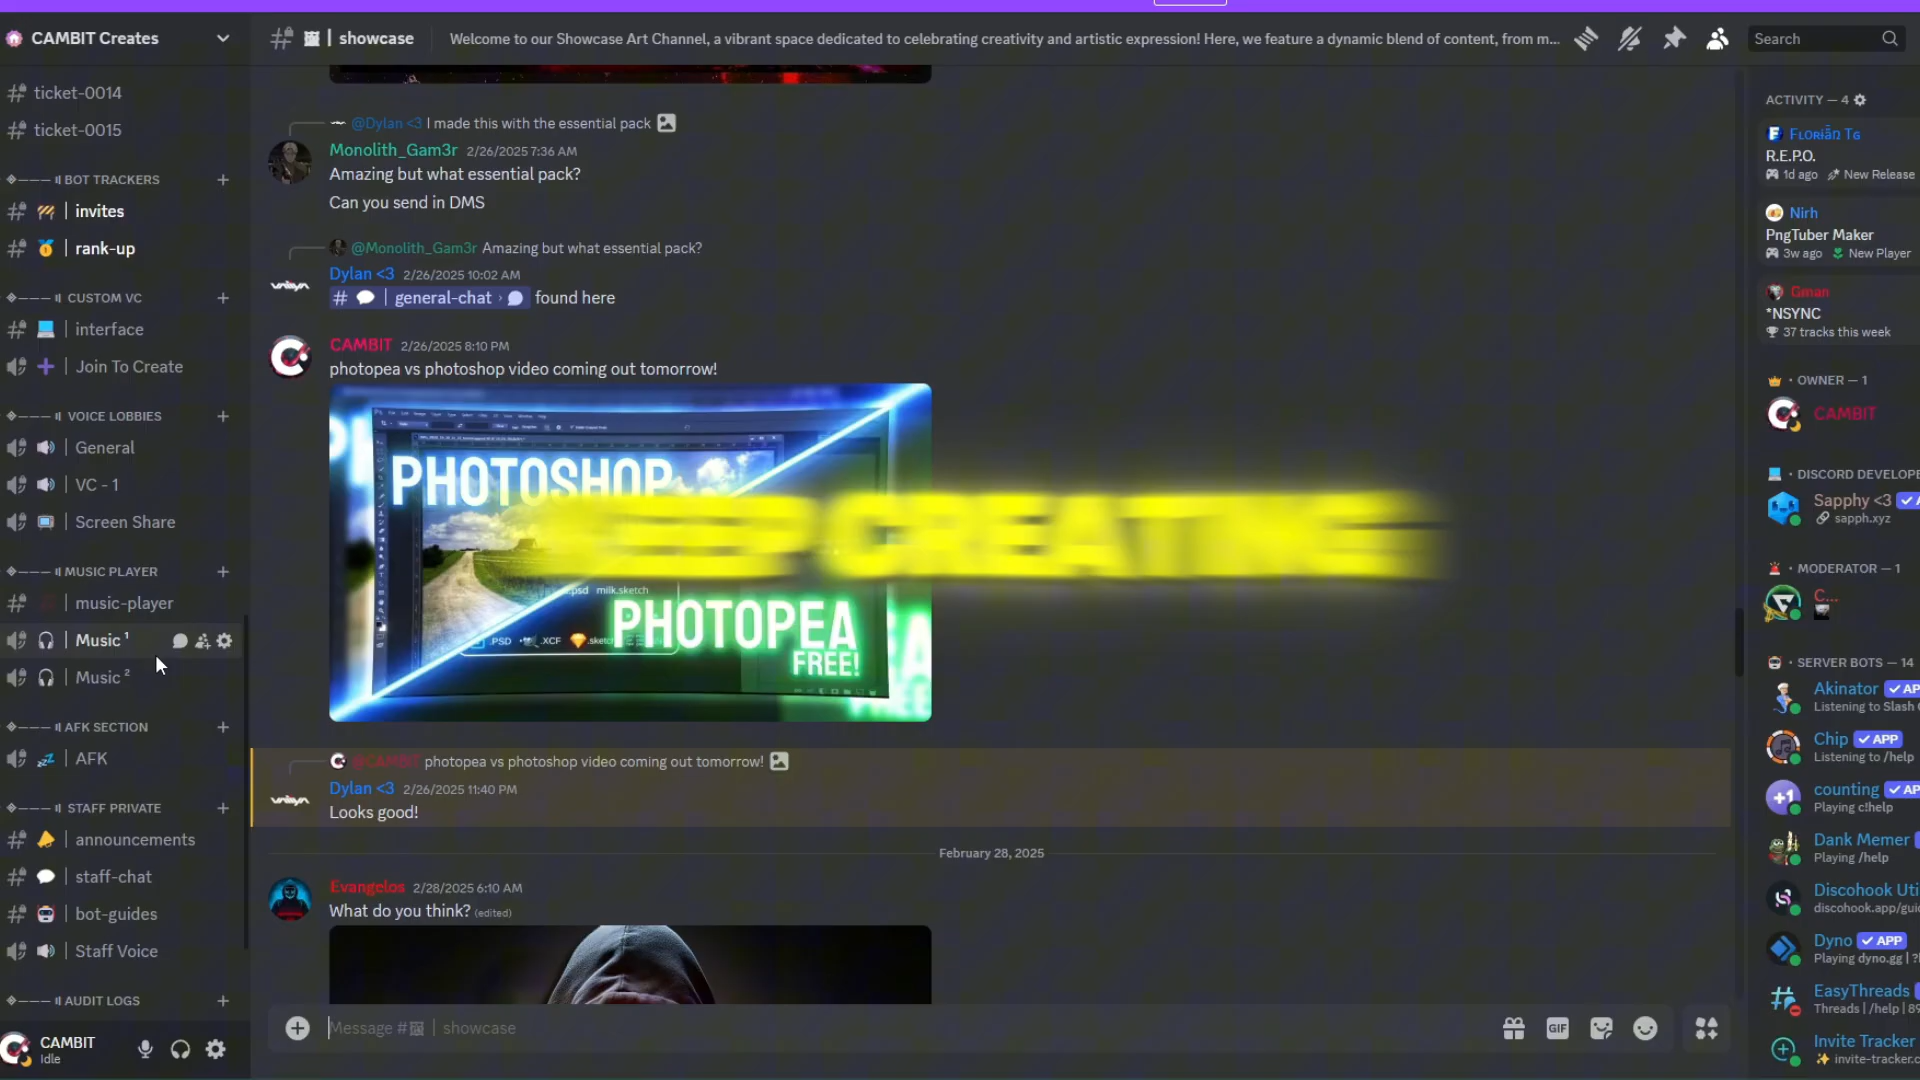 CAMBIT Creates
showcase
Welcome to our Showcase Art Channel, a vibrant space dedicated to celebrating creativity and artistic expression! Here, we feature a dynamic blend of content, from m...
Search
ticket-0014
ticket-0015
BOT TRACKERS
invites
rank-up
CUSTOM VC
interface
Join To Create
VOICE LOBBIES
General
VC - 1
Screen Share
MUSIC PLAYER
music-player
Music ¹
Music ²
AFK SECTION
AFK
STAFF PRIVATE
announcements
staff-chat
bot-guides
Staff Voice
AUDIT LOGS
CAMBIT
Idle
@Dylan <3 I made this with the essential pack
Monolith_Gam3r 2/26/2025 7:36 AM
Amazing but what essential pack?
Can you send in DMS
@Monolith_Gam3r Amazing but what essential pack?
Dylan <3 2/26/2025 10:02 AM
# | general-chat › found here
CAMBIT 2/26/2025 8:10 PM
photopea vs photoshop video coming out tomorrow!
PHOTOSHOP
KEEP CREATING
.psd milk.sketch
PHOTOPEA
.PSD .XCF .sketch
FREE!
@CAMBIT photopea vs photoshop video coming out tomorrow!
Dylan <3 2/26/2025 11:40 PM
Looks good!
February 28, 2025
Evangelos 2/28/2025 6:10 AM
What do you think? (edited)
Message # | showcase
GIF
ACTIVITY — 4
Floriān Tg
R.E.P.O.
1d ago New Release
Nirh
PngTuber Maker
3w ago New Player
Gman
*NSYNC
37 tracks this week
OWNER — 1
CAMBIT
DISCORD DEVELOPE
Sapphy <3
sapph.xyz
MODERATOR — 1
C...
SERVER BOTS — 14
Akinator AP
Listening to Slash C
Chip APP
Listening to /help
counting AP
Playing c!help
Dank Memer
Playing /help
Discohook Uti
discohook.app/guid
Dyno APP
Playing dyno.gg | ?
EasyThreads
Threads | /help | 89
Invite Tracker
invite-tracker.c